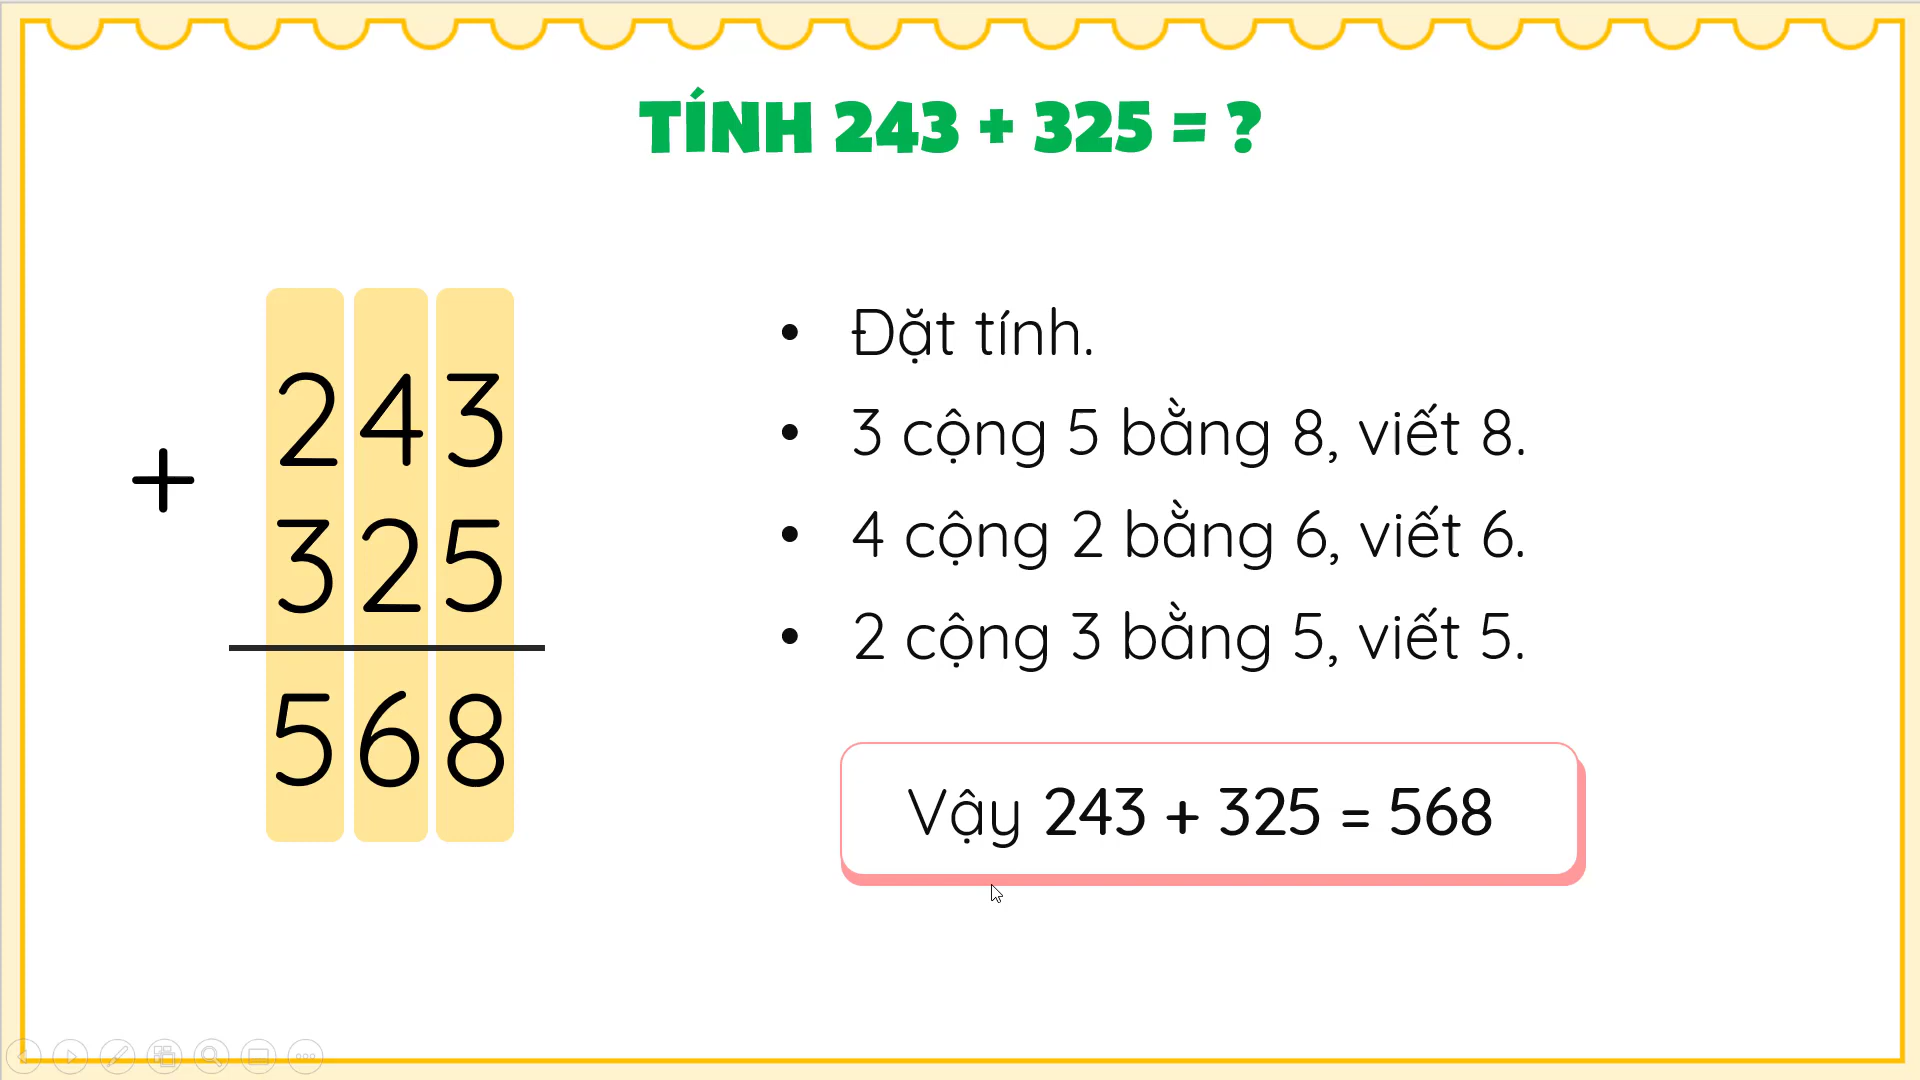 TÍNH 243 + 325 = ?
243
+
325
568
• Đặt tính.
• 3 cộng 5 bằng 8, viết 8.
• 4 cộng 2 bằng 6, viết 6.
• 2 cộng 3 bằng 5, viết 5.
Vậy 243 + 325 = 568